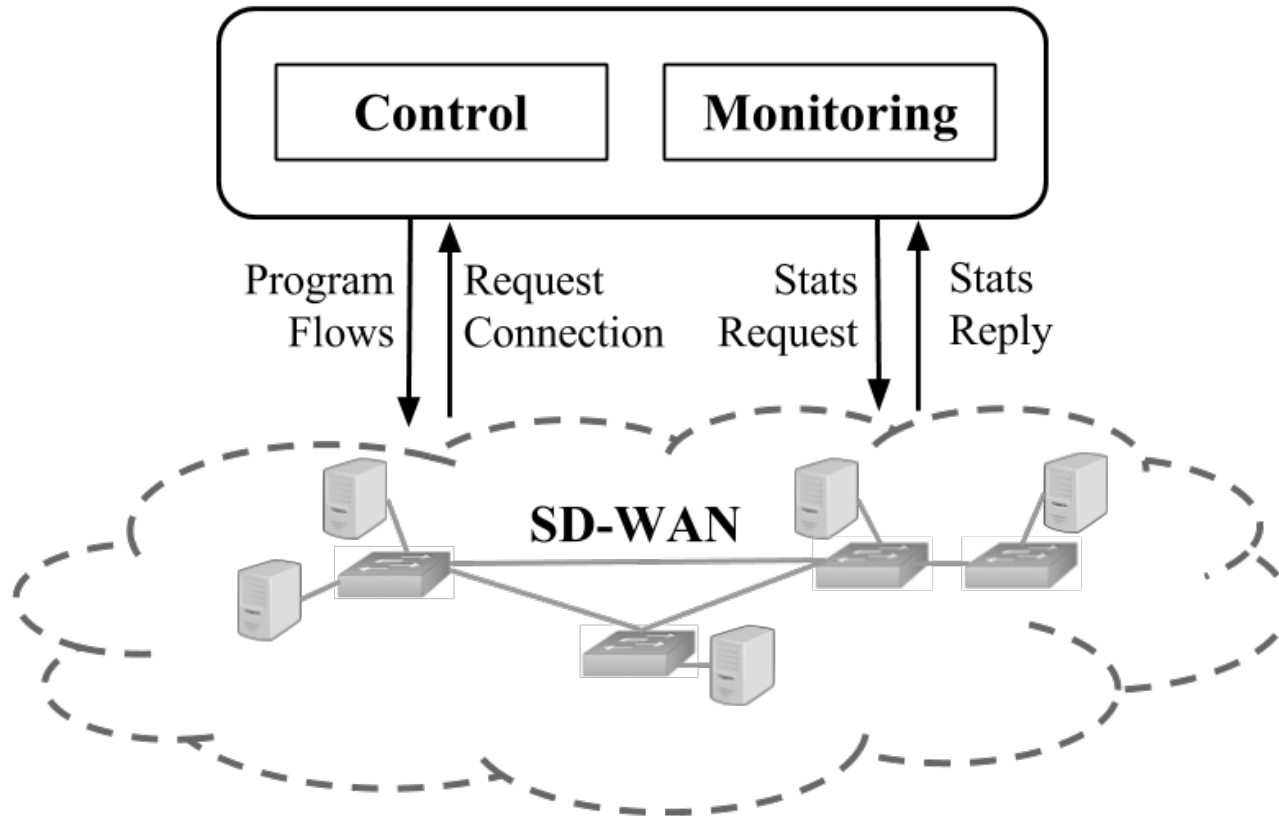 Control
Monitoring
Program
Flows
Request
Connection
Stats
Request
Stats
Reply
SD-WAN